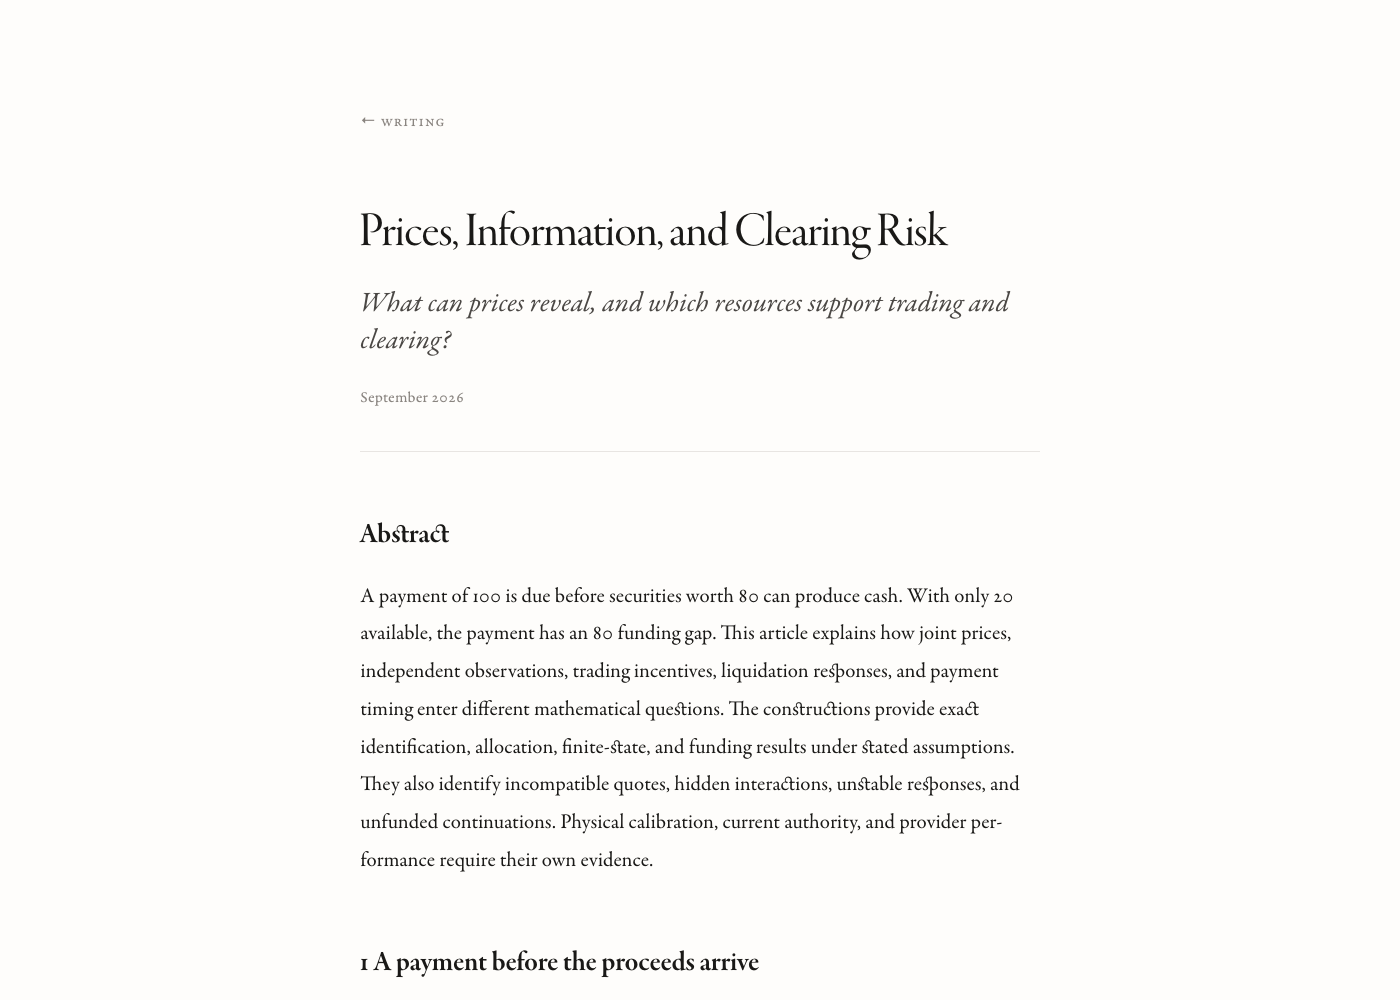 ← WRITING
Prices, Information, and Clearing Risk
What can prices reveal, and which resources support trading and
clearing?
September 2026
Abstract
A payment of 100 is due before securities worth 80 can produce cash. With only 20
available, the payment has an 80 funding gap. This article explains how joint prices,
independent observations, trading incentives, liquidation responses, and payment
timing enter different mathematical questions. The constructions provide exact
identification, allocation, finite-state, and funding results under stated assumptions.
They also identify incompatible quotes, hidden interactions, unstable responses, and
unfunded continuations. Physical calibration, current authority, and provider per-
formance require their own evidence.
1 A payment before the proceeds arrive